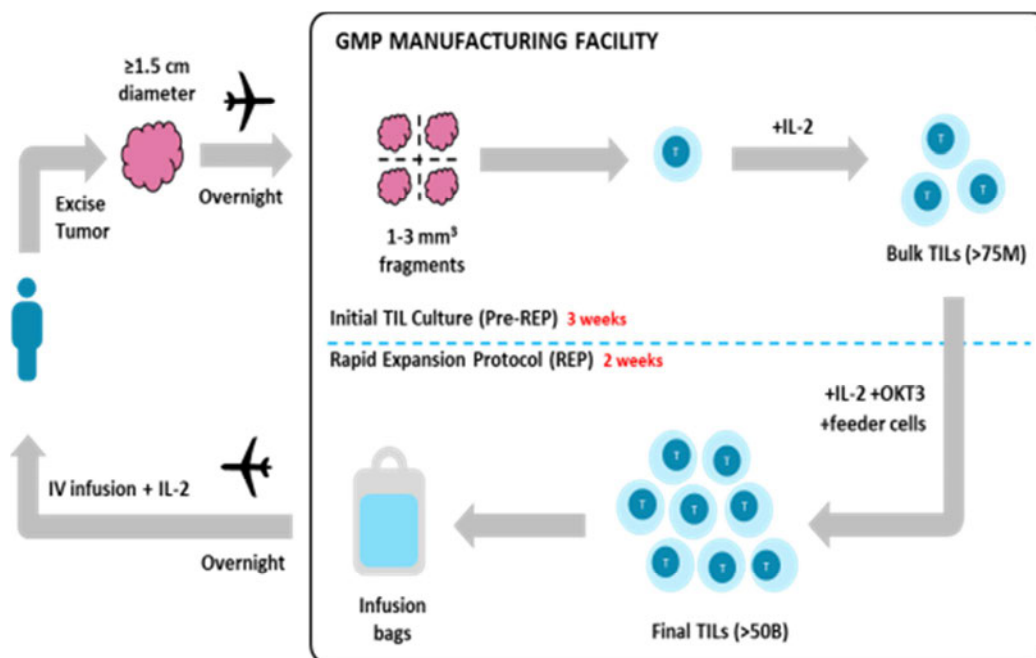 GMP MANUFACTURING FACILITY
≥1.5 cm
diameter
Excise
Tumor
Overnight
1-3 mm³
fragments
T
+IL-2
T
T
T
Bulk TILs (>75M)
Initial TIL Culture (Pre-REP) 3 weeks
Rapid Expansion Protocol (REP) 2 weeks
+IL-2 +OKT3
+feeder cells
T
T
T
T
T
T
T
T
Final TILs (>50B)
Infusion
bags
IV infusion + IL-2
Overnight